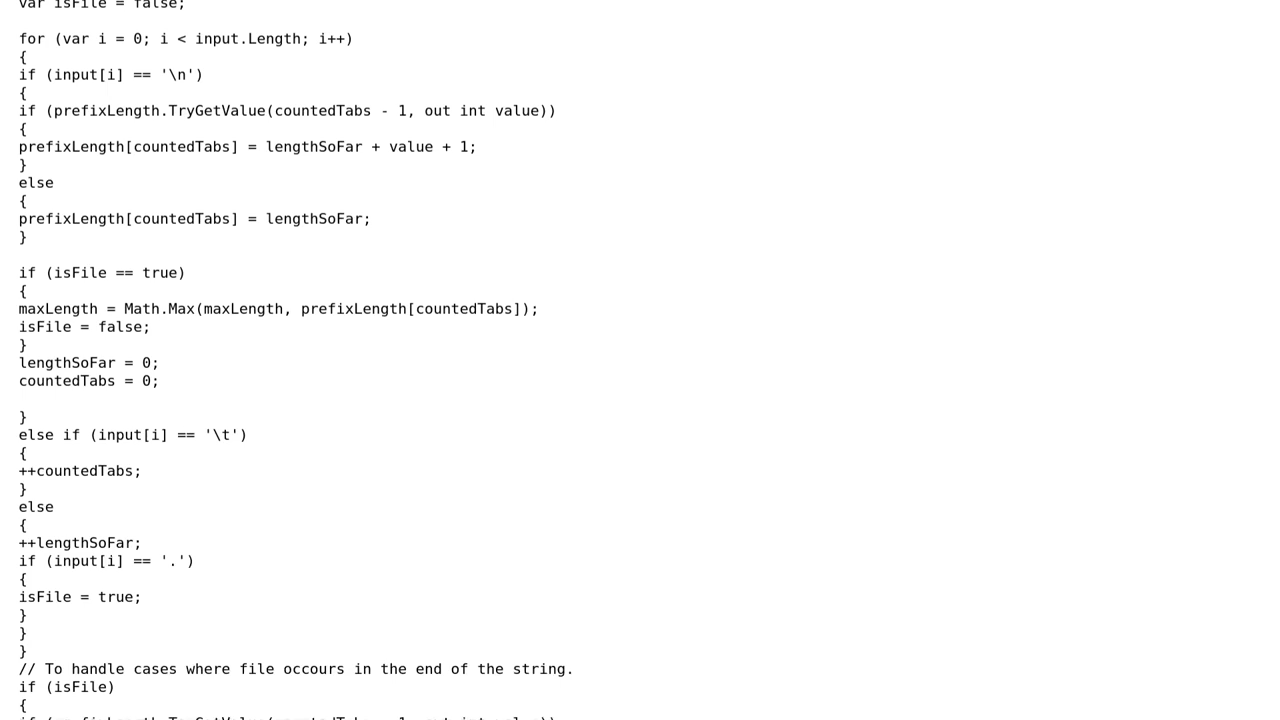 var isFile = false;
for (var i = 0; i < input.Length; i++)
{
if (input[i] == '\n')
{
if (prefixLength.TryGetValue(countedTabs - 1, out int value))
{
prefixLength[countedTabs] = lengthSoFar + value + 1;
}
else
{
prefixLength[countedTabs] = lengthSoFar;
}
if (isFile == true)
{
maxLength = Math.Max(maxLength, prefixLength[countedTabs]);
isFile = false;
}
lengthSoFar = 0;
countedTabs = 0;
}
else if (input[i] == '\t')
{
++countedTabs;
}
else
{
++lengthSoFar;
if (input[i] == '.')
{
isFile = true;
}
}
}
// To handle cases where file occours in the end of the string.
if (isFile)
{